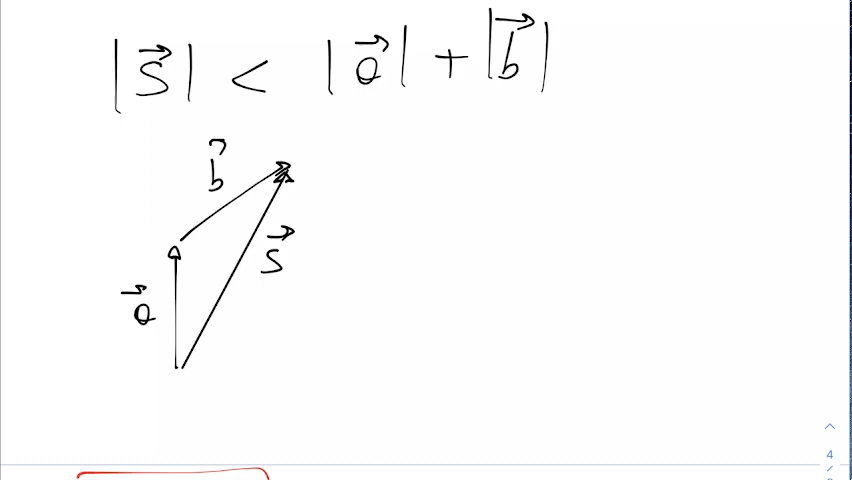 |s⃗| < |a⃗| + |b⃗|
b⃗
s⃗
a⃗
4
/